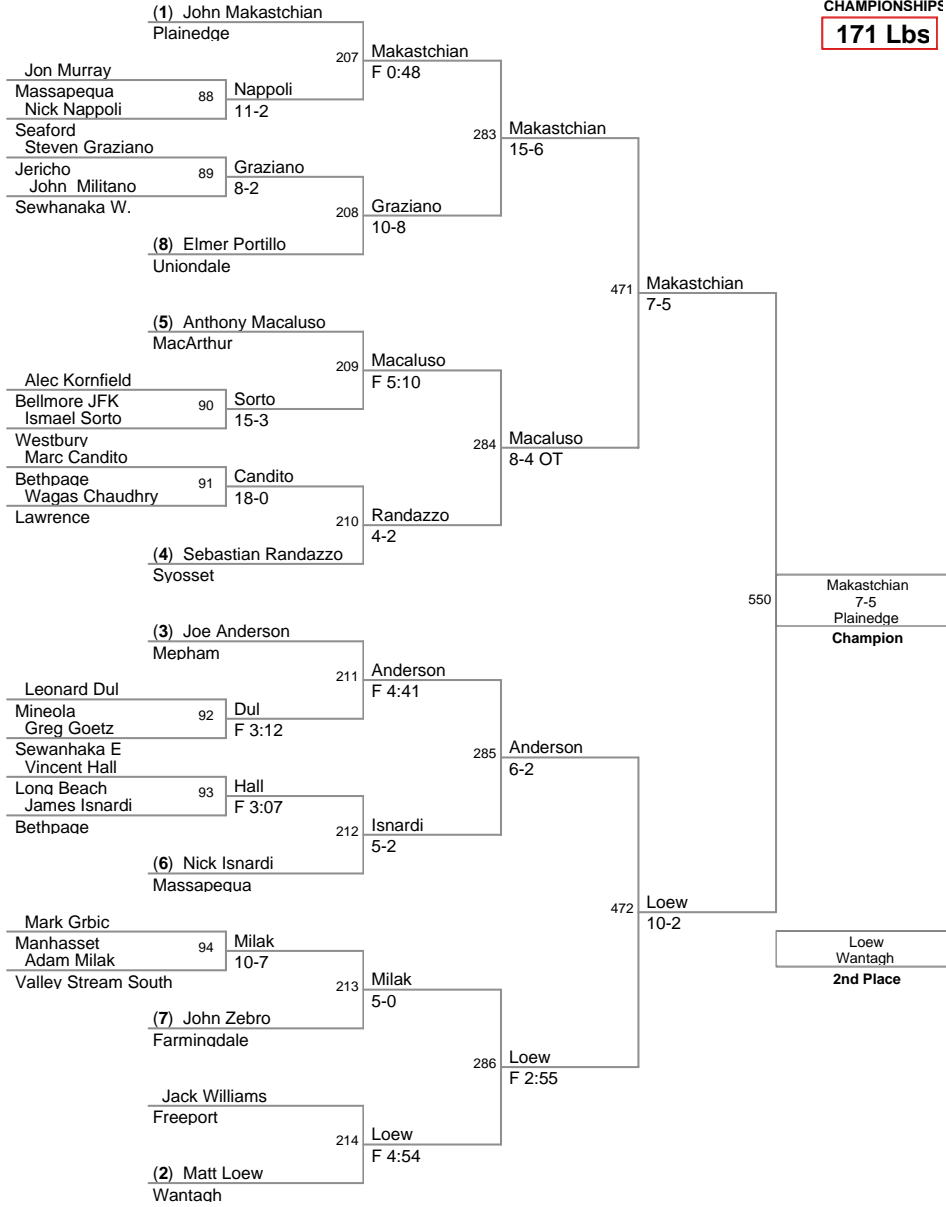 CHAMPIONSHIPS
171 Lbs
(1) John Makastchian
Plainedge
207
Makastchian
F 0:48
Jon Murray
Massapequa
88
Nappoli
Nick Nappoli
11-2
Seaford
283
Makastchian
15-6
Steven Graziano
Jericho
89
Graziano
John Militano
8-2
Sewhanaka W.
208
Graziano
10-8
(8) Elmer Portillo
Uniondale
471
Makastchian
7-5
(5) Anthony Macaluso
MacArthur
209
Macaluso
F 5:10
Alec Kornfield
Bellmore JFK
90
Sorto
Ismael Sorto
15-3
Westbury
284
Macaluso
8-4 OT
Marc Candito
Bethpage
91
Candito
Wagas Chaudhry
18-0
Lawrence
210
Randazzo
4-2
(4) Sebastian Randazzo
Syosset
550
Makastchian
7-5
Plainedge
Champion
(3) Joe Anderson
Mepham
211
Anderson
F 4:41
Leonard Dul
Mineola
92
Dul
Greg Goetz
F 3:12
Sewanhaka E
285
Anderson
6-2
Vincent Hall
Long Beach
93
Hall
James Isnardi
F 3:07
Bethpage
212
Isnardi
5-2
(6) Nick Isnardi
Massapequa
472
Loew
10-2
Mark Grbic
Manhasset
94
Milak
Adam Milak
10-7
Valley Stream South
213
Milak
5-0
Loew
Wantagh
2nd Place
(7) John Zebro
Farmingdale
286
Loew
F 2:55
Jack Williams
Freeport
214
Loew
F 4:54
(2) Matt Loew
Wantagh